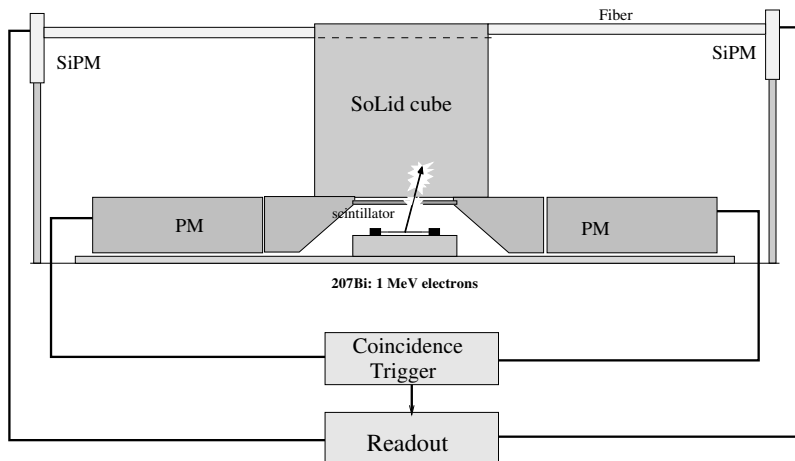 Fiber
SiPM
SiPM
SoLid cube
scintillator
PM
PM
207Bi: 1 MeV electrons
Coincidence
Trigger
Readout